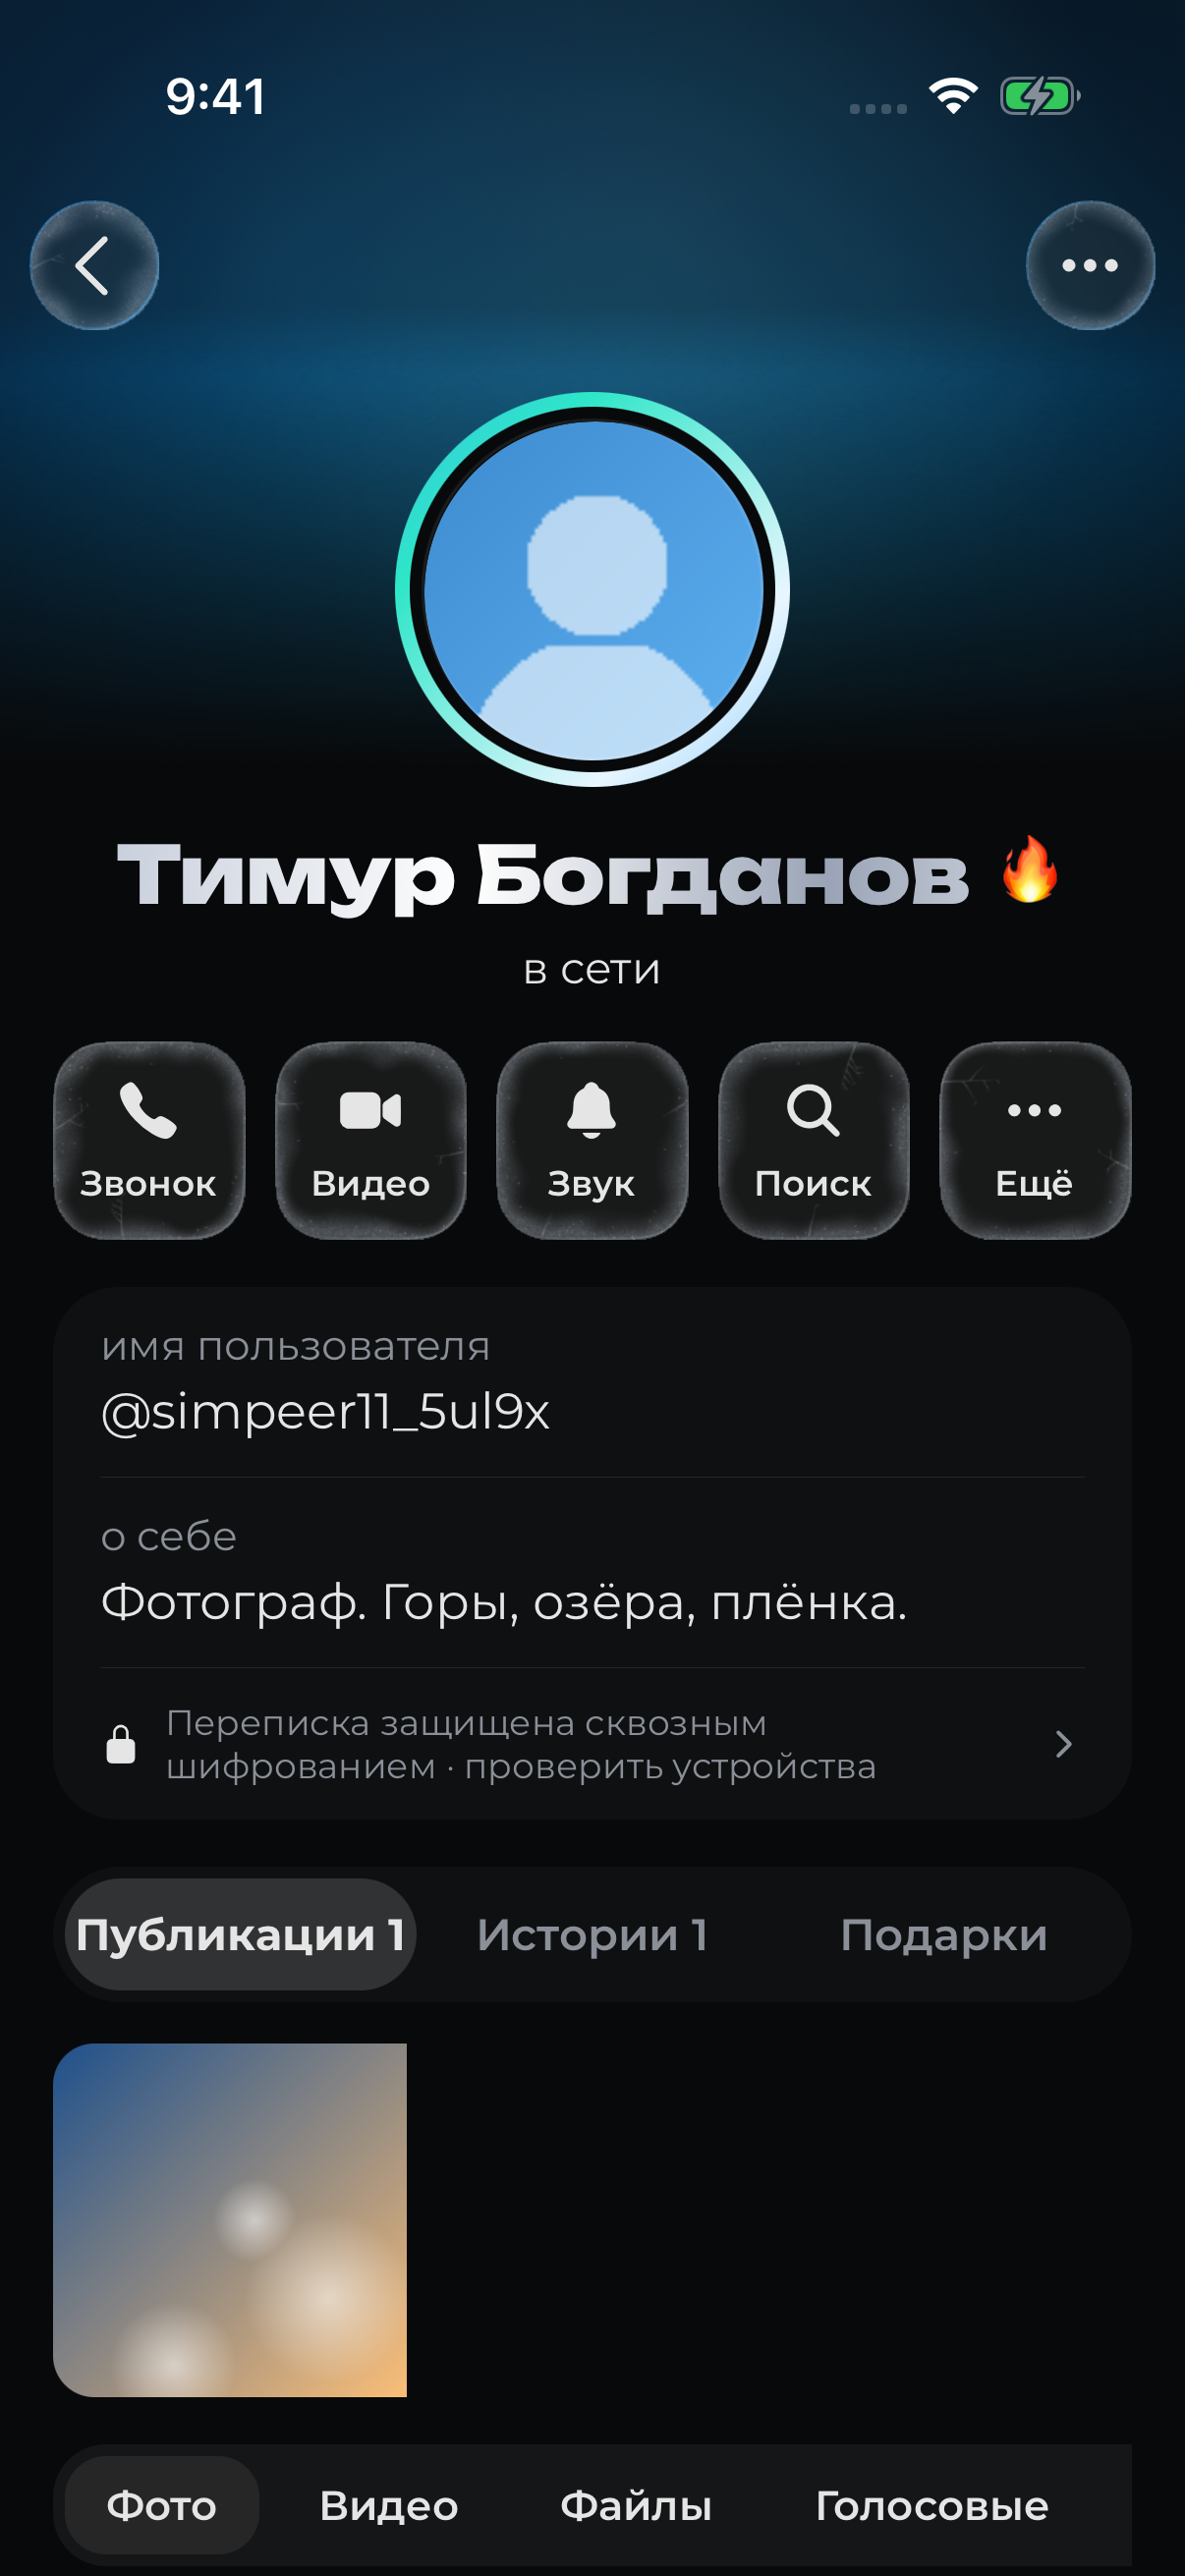 9:41
Тимур Богданов 🔥
в сети
Звонок Видео Звук Поиск Ещё
имя пользователя
@simpeer11_5ul9x
о себе
Фотограф. Горы, озёра, плёнка.
Переписка защищена сквозным
шифрованием · проверить устройства
Публикации 1 Истории 1 Подарки
Фото Видео Файлы Голосовые